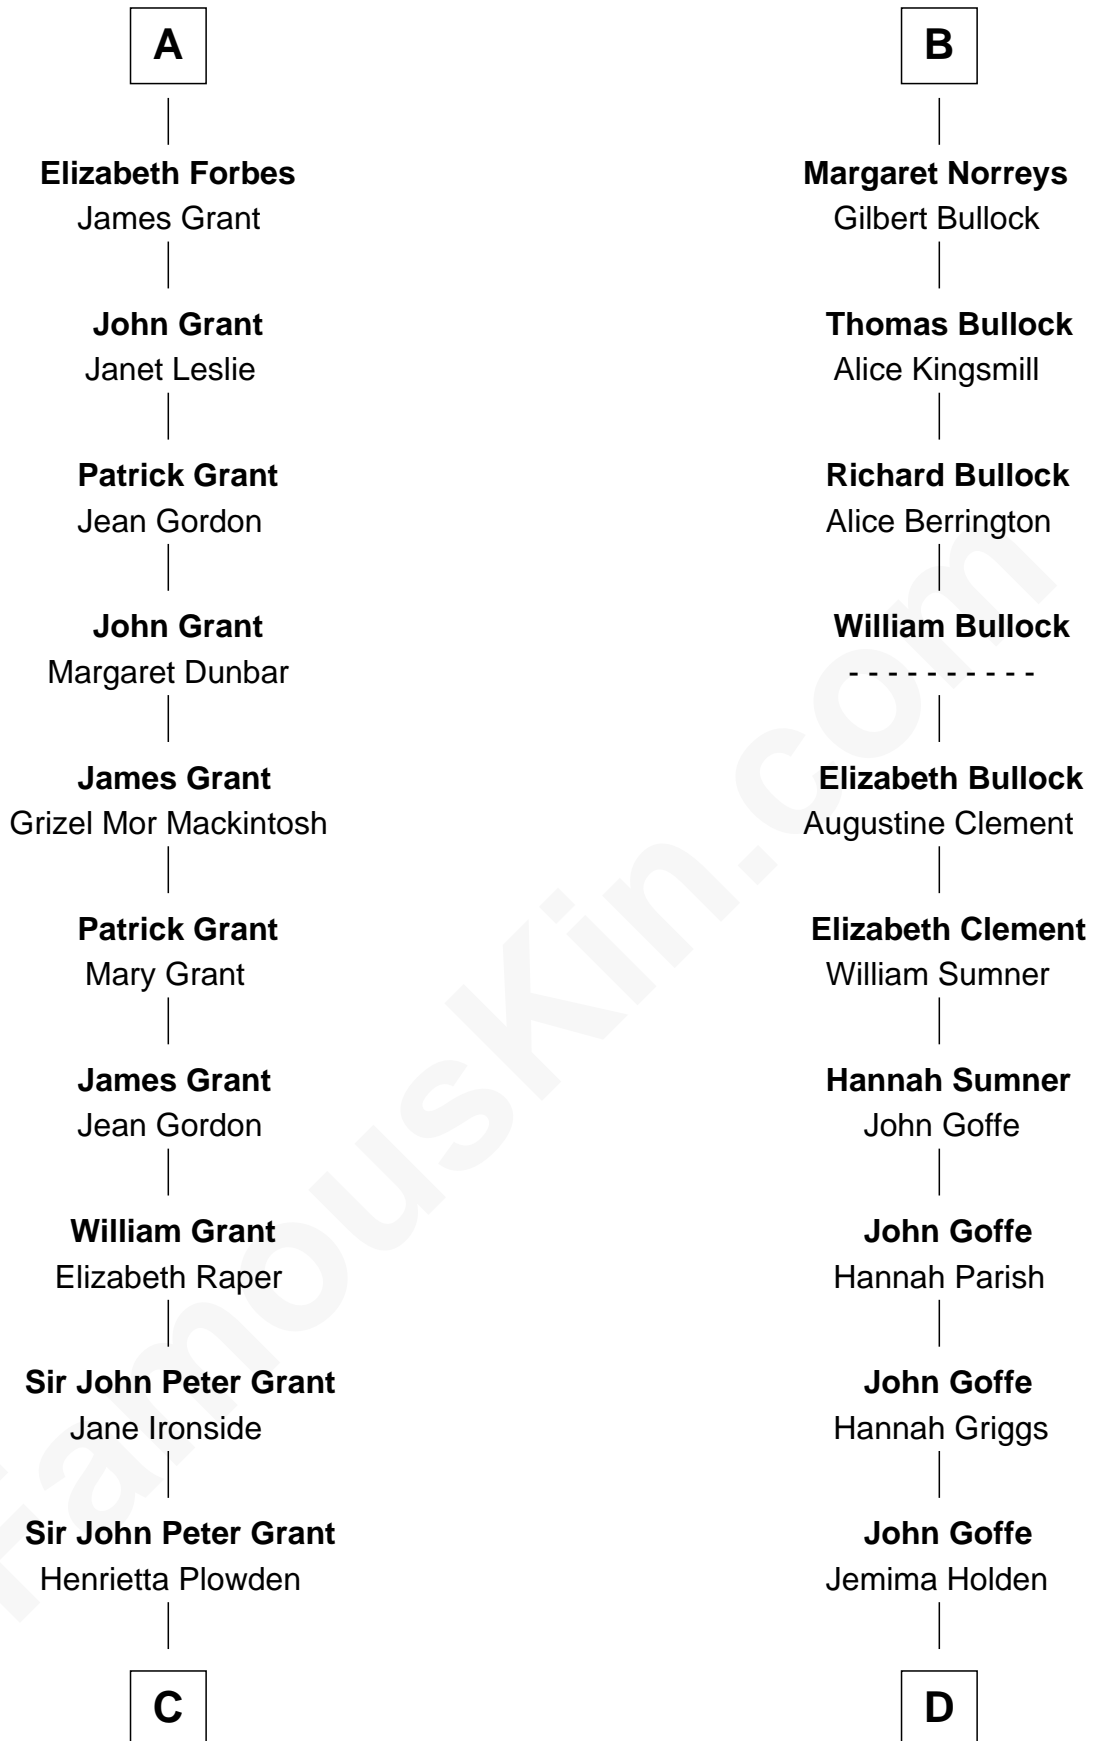 A
Elizabeth Forbes
James Grant
John Grant
Janet Leslie
Patrick Grant
Jean Gordon
John Grant
Margaret Dunbar
James Grant
Grizel Mor Mackintosh
Patrick Grant
Mary Grant
James Grant
Jean Gordon
William Grant
Elizabeth Raper
Sir John Peter Grant
Jane Ironside
Sir John Peter Grant
Henrietta Plowden
C
B
Margaret Norreys
Gilbert Bullock
Thomas Bullock
Alice Kingsmill
Richard Bullock
Alice Berrington
William Bullock
- - - - - - - - - -
Elizabeth Bullock
Augustine Clement
Elizabeth Clement
William Sumner
Hannah Sumner
John Goffe
John Goffe
Hannah Parish
John Goffe
Hannah Griggs
John Goffe
Jemima Holden
D
FamousKin.com